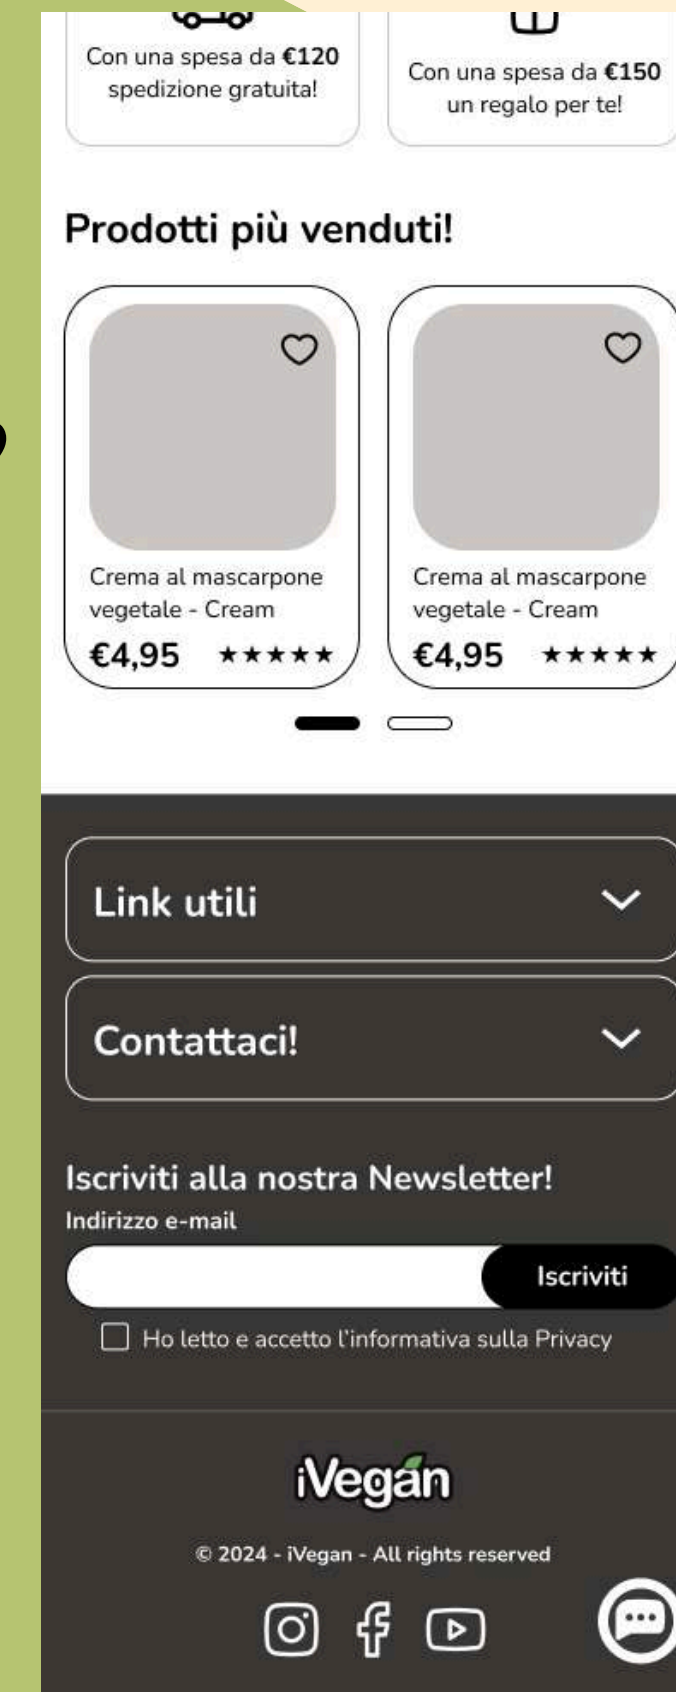 Con una spesa da €120
spedizione gratuita!
Con una spesa da €150
un regalo per te!
Prodotti più venduti!
Crema al mascarpone
vegetale - Cream
€4,95 ★★★★★
Crema al mascarpone
vegetale - Cream
€4,95 ★★★★★
Link utili
Contattaci!
Iscriviti alla nostra Newsletter!
Indirizzo e-mail
Iscriviti
Ho letto e accetto l'informativa sulla Privacy
iVegan
© 2024 - iVegan - All rights reserved